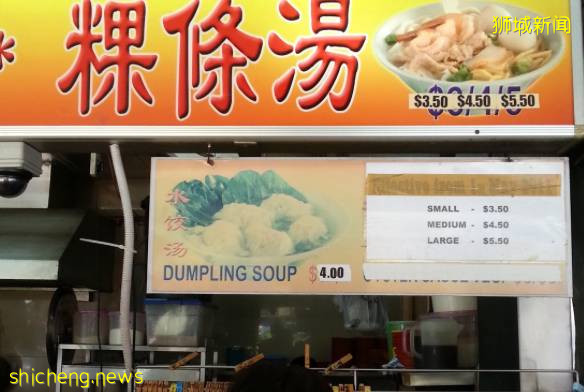 狮城新闻
粿條湯
$3.50 $4.50 $5.50
$3/4/5
水餃汤
DUMPLING SOUP $4.00
SMALL - $3.50
MEDIUM - $4.50
LARGE - $5.50
shicheng.news